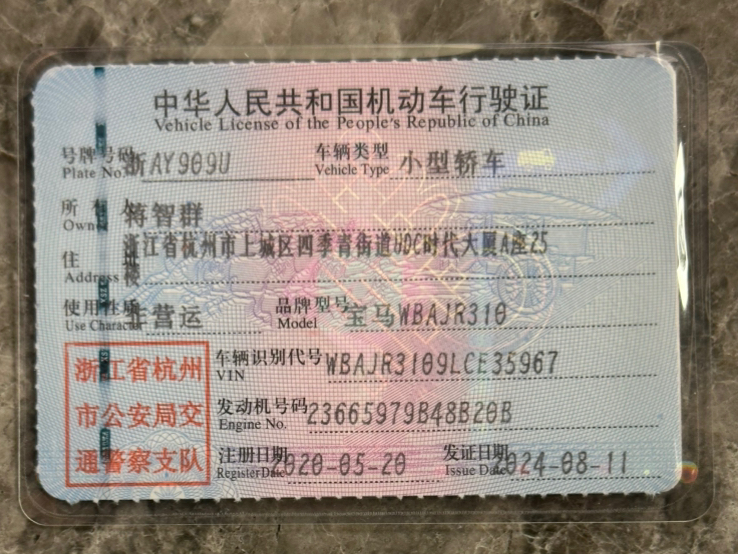 中华人民共和国机动车行驶证
Vehicle License of the People's Republic of China
号牌号码 浙AY909U 车辆类型 小型轿车
Plate No. Vehicle Type
所有人 智群
Owner
浙江省杭州市上城区四季青街道UDC时代大厦A座25
住址 楼
Address
使用性质 非营运 品牌型号 宝马WBAJR310
Use Character Model
浙江省杭州
市公安局交
通警察支队
车辆识别代号 WBAJR3109LCE35967
VIN
发动机号码 23665979B48B20B
Engine No.
注册日期 2020-05-20 发证日期 2024-08-11
Register Date Issue Date